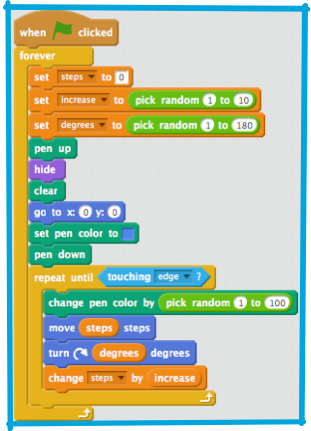 when clicked
forever
set steps to 0
set increase to pick random 1 to 10
set degrees to pick random 1 to 180
pen up
hide
clear
go to x: 0 y: 0
set pen color to
pen down
repeat until touching edge ?
change pen color by pick random 1 to 100
move steps steps
turn degrees degrees
change steps by increase